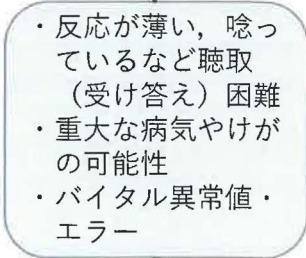 ・反応が薄い，唸っ
ているなど聴取
（受け答え）困難
・重大な病気やけが
の可能性
・バイタル異常値・
エラー